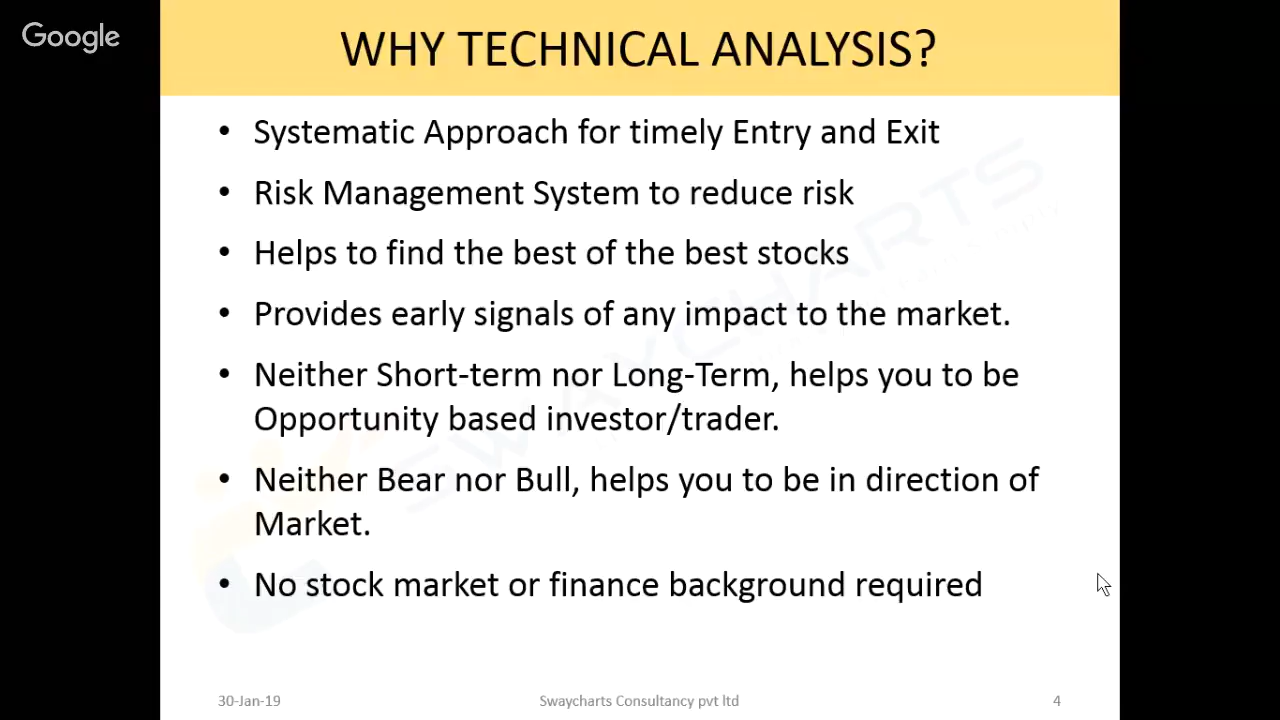 Google
WHY TECHNICAL ANALYSIS?
• Systematic Approach for timely Entry and Exit
• Risk Management System to reduce risk
• Helps to find the best of the best stocks
• Provides early signals of any impact to the market.
• Neither Short-term nor Long-Term, helps you to be
Opportunity based investor/trader.
• Neither Bear nor Bull, helps you to be in direction of
Market.
• No stock market or finance background required
SWAYCHARTS
30-Jan-19
Swaycharts Consultancy pvt ltd
4